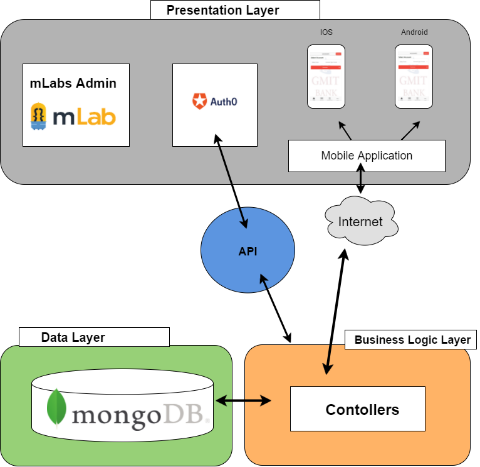 Presentation Layer
IOS
Android
mLabs Admin
mLab
Auth0
GMIT
BANK
GMIT
BANK
Mobile Application
Internet
API
Data Layer
Business Logic Layer
mongoDB
Contollers